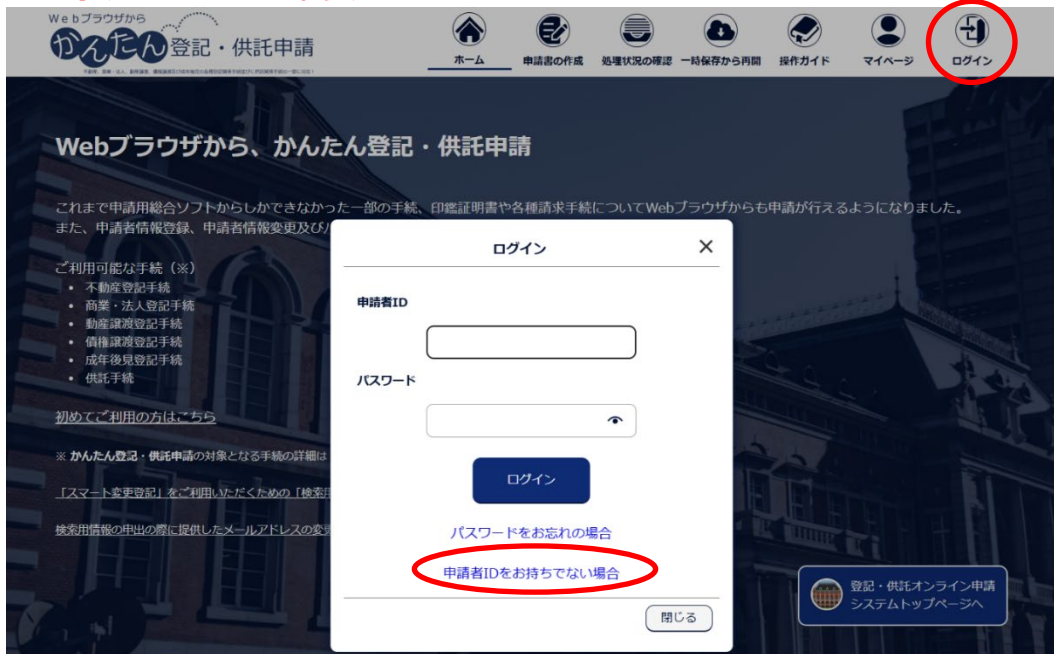 Webブラウザから
かんたん登記・供託申請
ホーム
申請書の作成
処理状況の確認
一時保存から再開
操作ガイド
マイページ
ログイン
Webブラウザから、かんたん登記・供託申請
これまで申請用総合ソフトからしかできなかった一部の手続、印鑑証明書や各種請求手続についてWebブラウザからも申請が行えるようになりました。
また、申請者情報登録、申請者情報変更及び
ご利用可能な手続（※）
• 不動産登記手続
• 商業・法人登記手続
• 動産譲渡登記手続
• 債権譲渡登記手続
• 成年後見登記手続
• 供託手続
初めてご利用の方はこちら
※ かんたん登記・供託申請の対象となる手続の詳細は
「スマート変更登記」をご利用いただくための「検索用
検索用情報の申出の際に提供したメールアドレスの変更
ログイン
×
申請者ID
パスワード
ログイン
パスワードをお忘れの場合
申請者IDをお持ちでない場合
閉じる
登記・供託オンライン申請
システムトップページへ